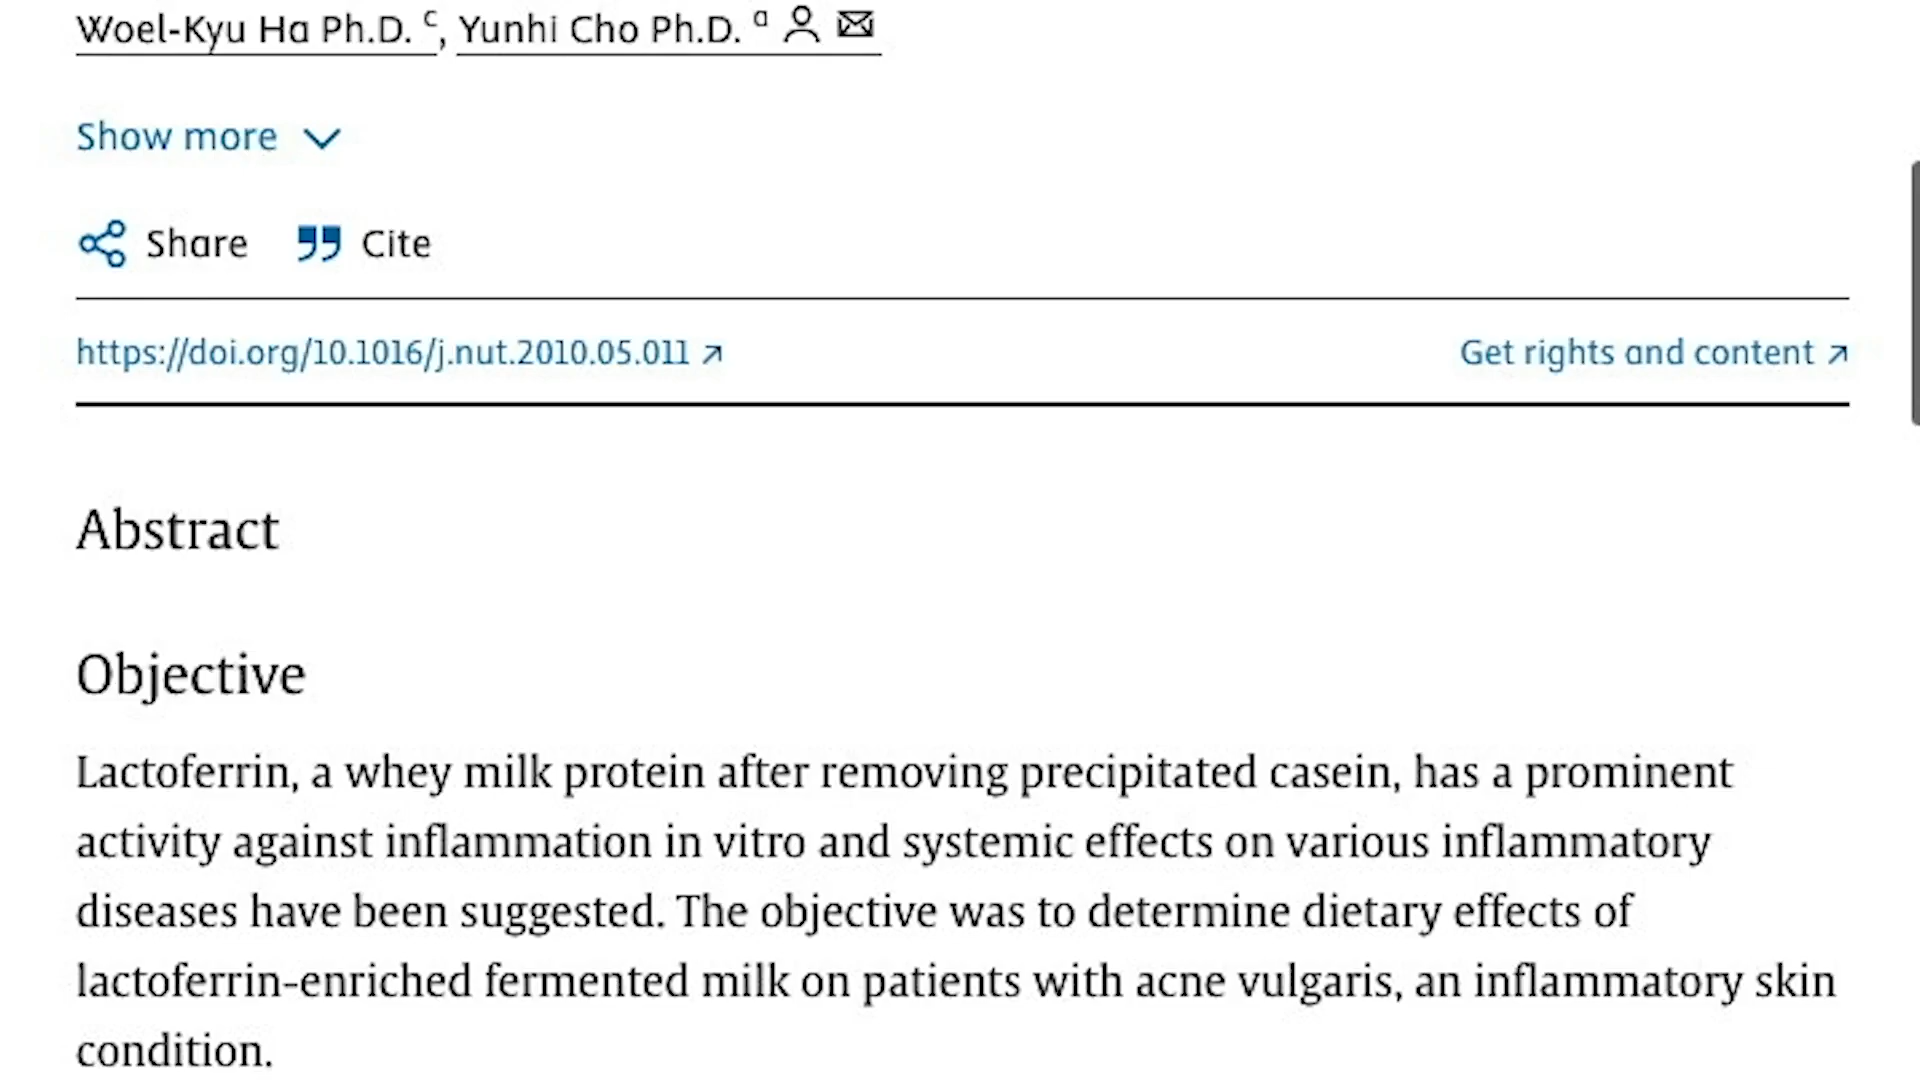 Woel-Kyu Ha Ph.D. c, Yunhi Cho Ph.D. a
Show more
Share Cite
https://doi.org/10.1016/j.nut.2010.05.011 Get rights and content
Abstract
Objective
Lactoferrin, a whey milk protein after removing precipitated casein, has a prominent
activity against inflammation in vitro and systemic effects on various inflammatory
diseases have been suggested. The objective was to determine dietary effects of
lactoferrin-enriched fermented milk on patients with acne vulgaris, an inflammatory skin
condition.